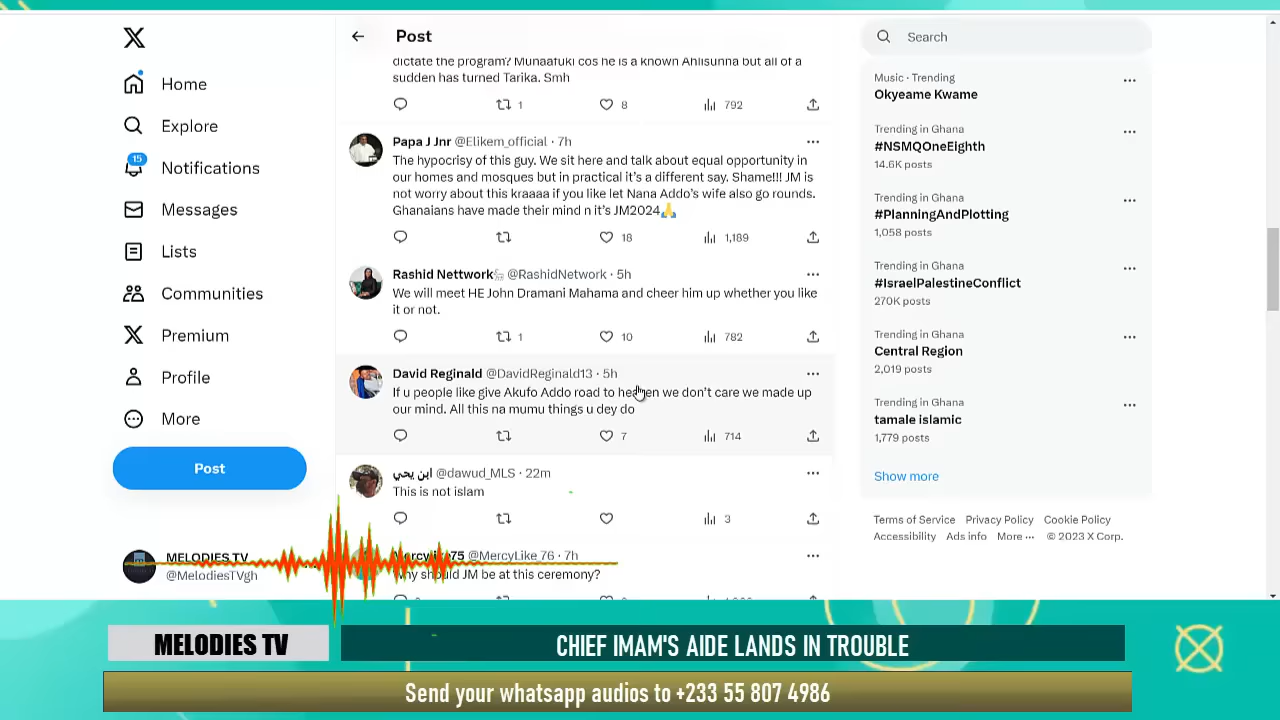 Home
Explore
15
Notifications
Messages
Lists
Communities
Premium
Profile
More
Post
MELODIES TV
@MelodiesTVgh
Post
dictate the program? Munaafuki cos he is a known Ahlisunna but all of a
sudden has turned Tarika. Smh
1
8
792
Papa J Jnr @Elikem_official · 7h
The hypocrisy of this guy. We sit here and talk about equal opportunity in
our homes and mosques but in practical it's a different say. Shame!!! JM is
not worry about this kraaaa if you like let Nana Addo's wife also go rounds.
Ghanaians have made their mind n it's JM2024🙏
18
1,189
Rashid Nettwork @RashidNetwork · 5h
We will meet HE John Dramani Mahama and cheer him up whether you like
it or not.
1
10
782
David Reginald @DavidReginald13 · 5h
If u people like give Akufo Addo road to heaven we don't care we made up
our mind. All this na mumu things u dey do
7
714
ابن يحي @dawud_MLS · 22m
This is not islam
3
@MercyLike_76 · 7h
Why should JM be at this ceremony?
Search
Music · Trending
Okyeame Kwame
Trending in Ghana
#NSMQOneEighth
14.6K posts
Trending in Ghana
#PlanningAndPlotting
1,058 posts
Trending in Ghana
#IsraelPalestineConflict
270K posts
Trending in Ghana
Central Region
2,019 posts
Trending in Ghana
tamale islamic
1,779 posts
Show more
Terms of Service Privacy Policy Cookie Policy
Accessibility Ads info More ··· © 2023 X Corp.
MELODIES TV
CHIEF IMAM'S AIDE LANDS IN TROUBLE
Send your whatsapp audios to +233 55 807 4986